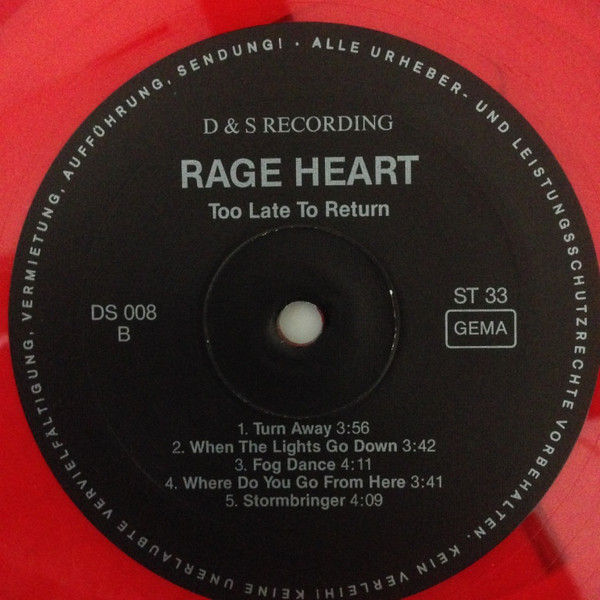 ALLE URHEBER- UND LEISTUNGSSCHUTZRECHTE VORBEHALTEN. KEIN VERLEIH! KEINE UNERLAUBTE VERVIELFÄLTIGUNG, VERMIETUNG, AUFFÜHRUNG, SENDUNG! ·
D & S RECORDING
RAGE HEART
Too Late To Return
DS 008
B
ST 33
GEMA
1. Turn Away 3:56
2. When The Lights Go Down 3:42
3. Fog Dance 4:11
4. Where Do You Go From Here 3:41
5. Stormbringer 4:09